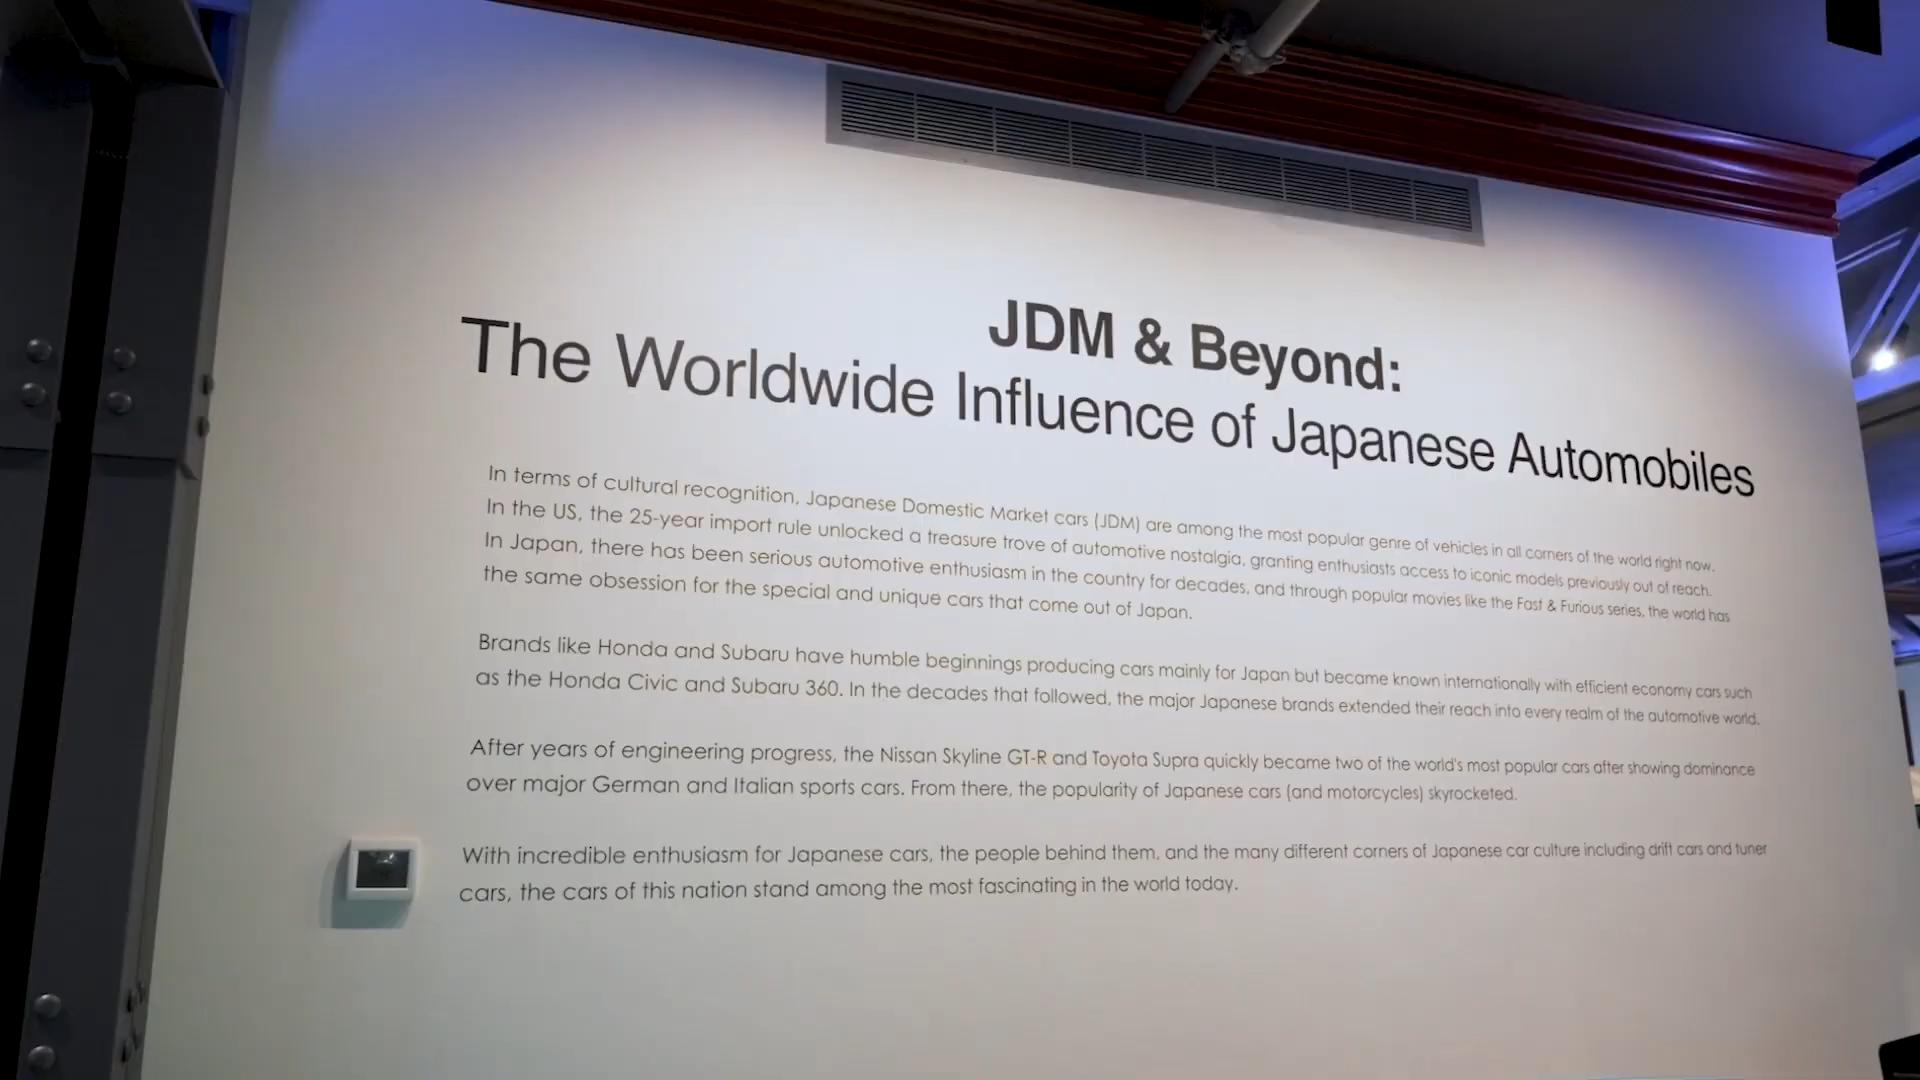 JDM & Beyond:
The Worldwide Influence of Japanese Automobiles
In terms of cultural recognition, Japanese Domestic Market cars (JDM) are among the most popular genre of vehicles in all corners of the world right now.
In the US, the 25-year import rule unlocked a treasure trove of automotive nostalgia, granting enthusiasts access to iconic models previously out of reach.
In Japan, there has been serious automotive enthusiasm in the country for decades, and through popular movies like the Fast & Furious series, the world has
the same obsession for the special and unique cars that come out of Japan.
Brands like Honda and Subaru have humble beginnings producing cars mainly for Japan but became known internationally with efficient economy cars such
as the Honda Civic and Subaru 360. In the decades that followed, the major Japanese brands extended their reach into every realm of the automotive world.
After years of engineering progress, the Nissan Skyline GT-R and Toyota Supra quickly became two of the world's most popular cars after showing dominance
over major German and Italian sports cars. From there, the popularity of Japanese cars (and motorcycles) skyrocketed.
With incredible enthusiasm for Japanese cars, the people behind them, and the many different corners of Japanese car culture including drift cars and tuner
cars, the cars of this nation stand among the most fascinating in the world today.